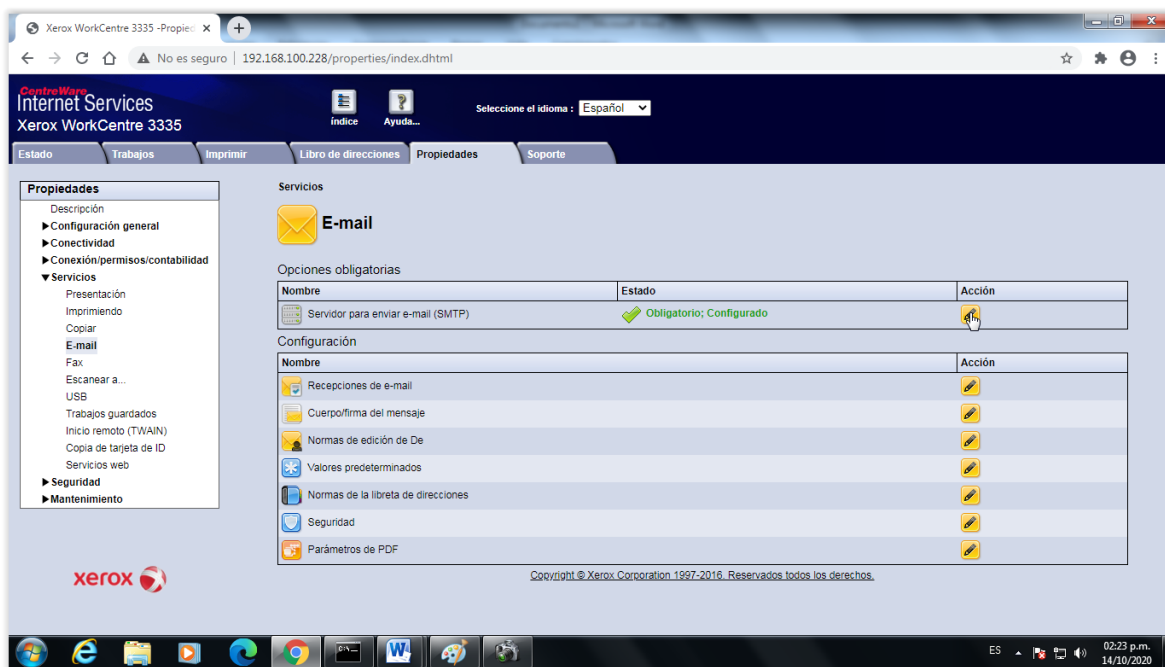 Xerox WorkCentre 3335 -Propied
No es seguro | 192.168.100.228/properties/index.dhtml
CentreWare
Internet Services
Xerox WorkCentre 3335
índice
Ayuda...
Seleccione el idioma : Español
Estado Trabajos Imprimir Libro de direcciones Propiedades Soporte
Propiedades
Descripción
Configuración general
Conectividad
Conexión/permisos/contabilidad
Servicios
Presentación
Imprimiendo
Copiar
E-mail
Fax
Escanear a...
USB
Trabajos guardados
Inicio remoto (TWAIN)
Copia de tarjeta de ID
Servicios web
Seguridad
Mantenimiento
xerox
Servicios
E-mail
Opciones obligatorias
Nombre Estado Acción
Servidor para enviar e-mail (SMTP) Obligatorio; Configurado
Configuración
Nombre Acción
Recepciones de e-mail
Cuerpo/firma del mensaje
Normas de edición de De
Valores predeterminados
Normas de la libreta de direcciones
Seguridad
Parámetros de PDF
Copyright © Xerox Corporation 1997-2016. Reservados todos los derechos.
ES
02:23 p.m.
14/10/2020